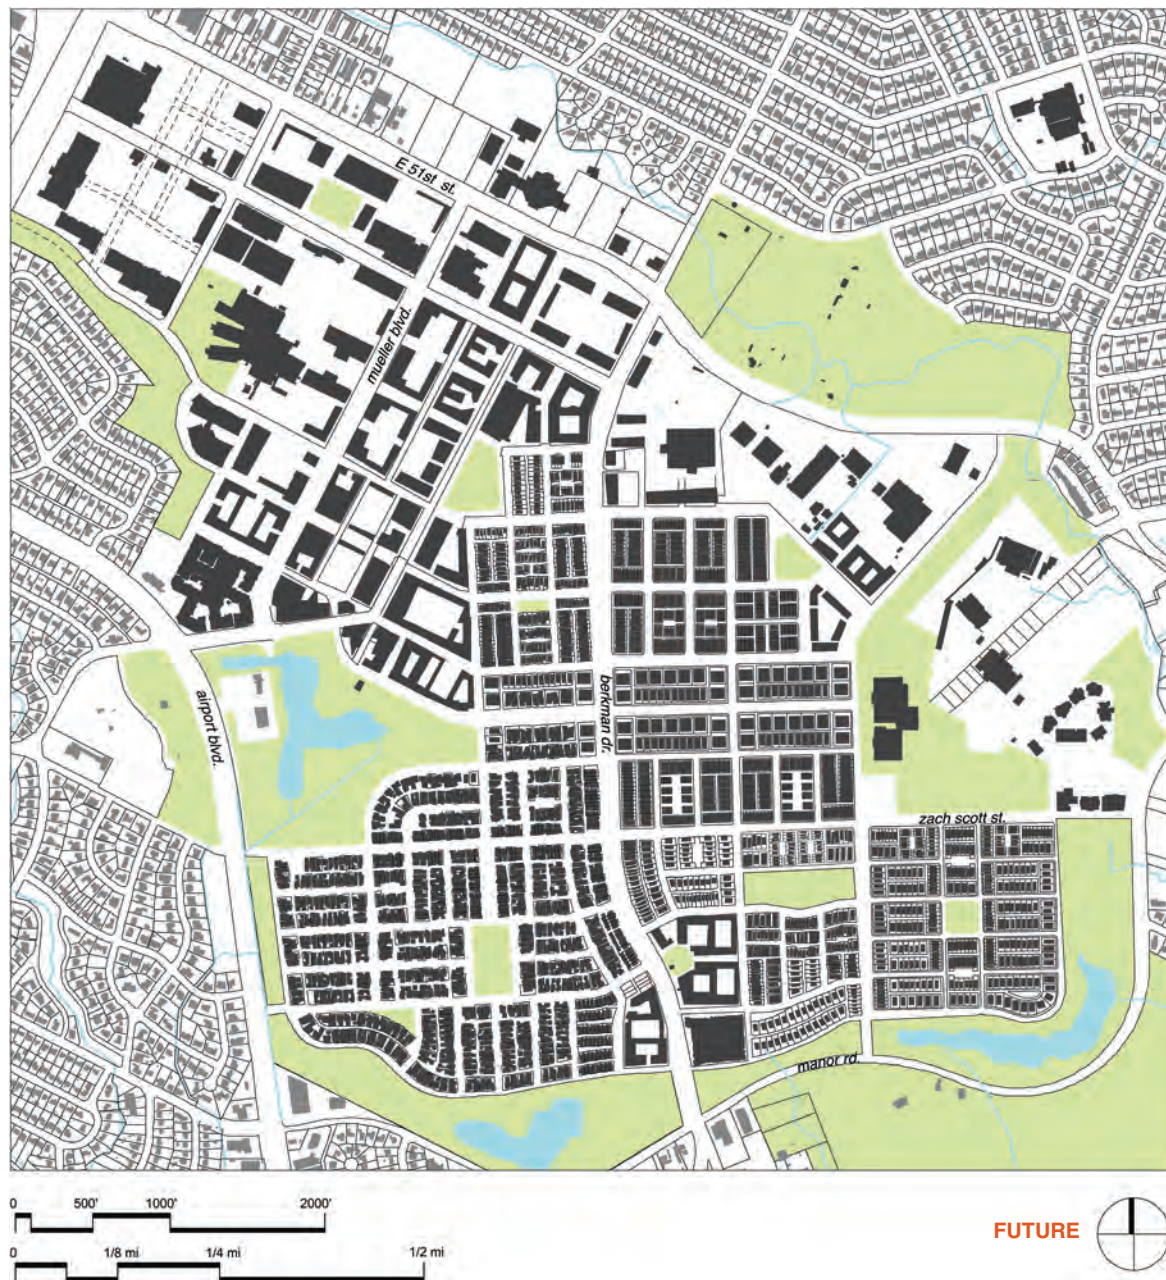 E 51st st.
mueller blvd.
airport blvd.
berkman dr.
zach scott st.
manor rd.
0 500' 1000' 2000'
0 1/8 mi 1/4 mi 1/2 mi
FUTURE